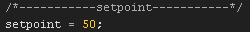 /*-----------setpoint-----------*/
setpoint = 50;